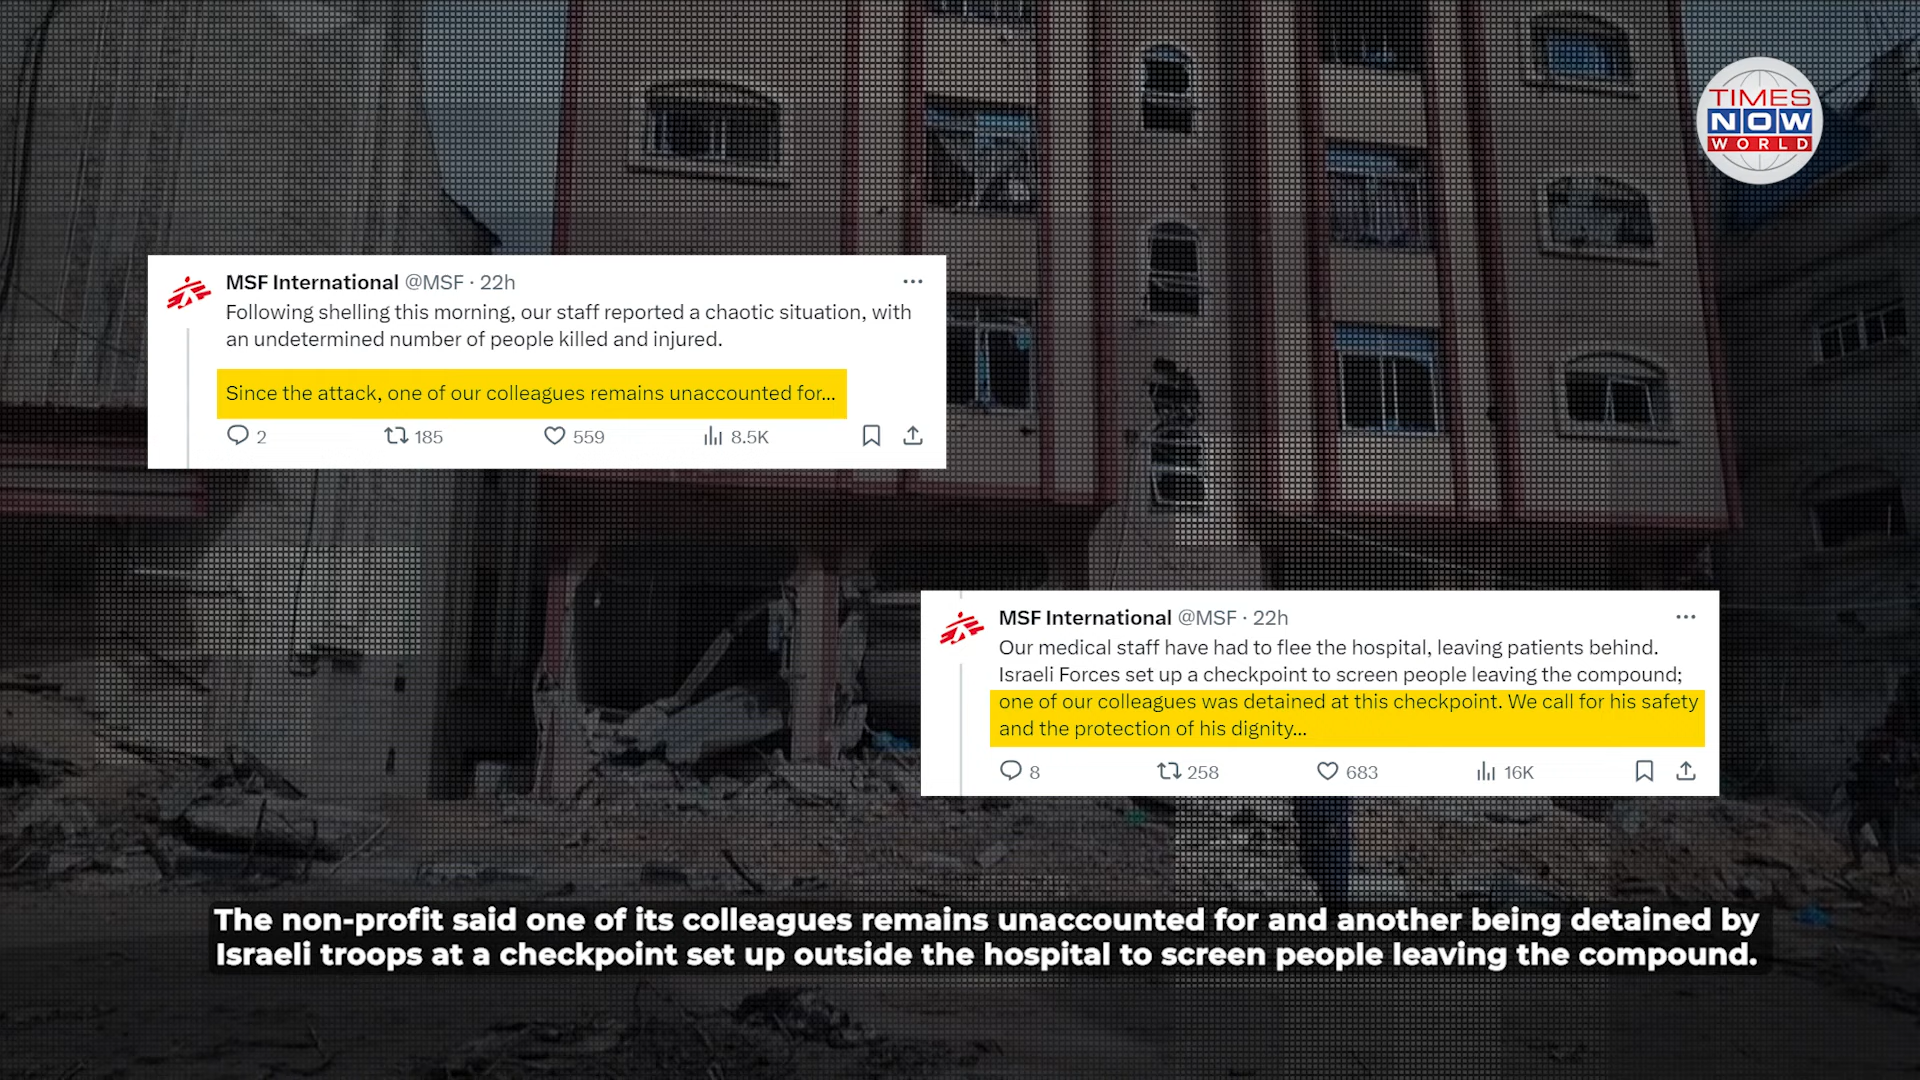 TIMES
NOW
WORLD
MSF International @MSF · 22h
Following shelling this morning, our staff reported a chaotic situation, with
an undetermined number of people killed and injured.
Since the attack, one of our colleagues remains unaccounted for...
2 185 559 8.5K
MSF International @MSF · 22h
Our medical staff have had to flee the hospital, leaving patients behind.
Israeli Forces set up a checkpoint to screen people leaving the compound;
one of our colleagues was detained at this checkpoint. We call for his safety
and the protection of his dignity...
8 258 683 16K
The non-profit said one of its colleagues remains unaccounted for and another being detained by
Israeli troops at a checkpoint set up outside the hospital to screen people leaving the compound.